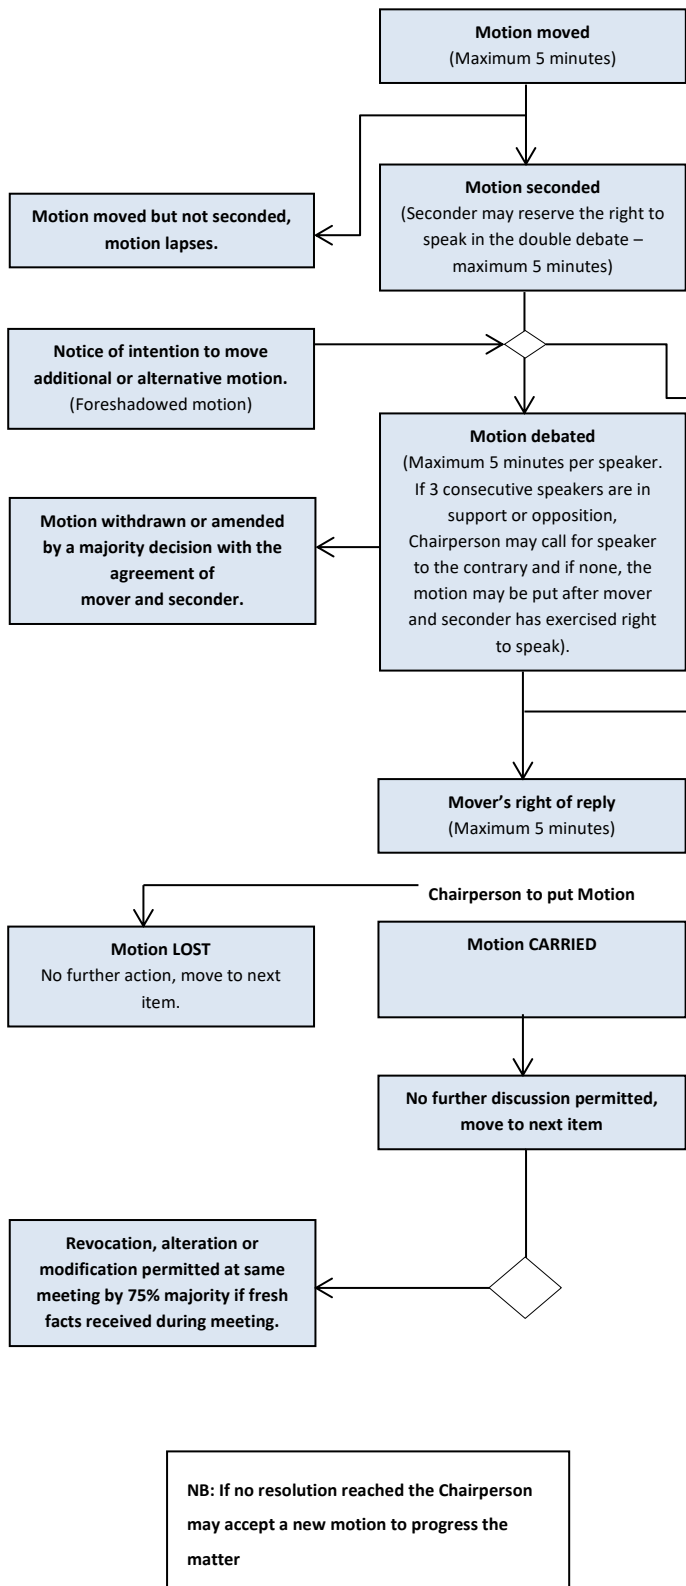 Motion moved
(Maximum 5 minutes)
Motion seconded
(Seconder may reserve the right to
speak in the double debate –
maximum 5 minutes)
Motion moved but not seconded,
motion lapses.
Notice of intention to move
additional or alternative motion.
(Foreshadowed motion)
Motion debated
(Maximum 5 minutes per speaker.
If 3 consecutive speakers are in
support or opposition,
Chairperson may call for speaker
to the contrary and if none, the
motion may be put after mover
and seconder has exercised right
to speak).
Motion withdrawn or amended
by a majority decision with the
agreement of
mover and seconder.
Mover’s right of reply
(Maximum 5 minutes)
Chairperson to put Motion
Motion LOST
No further action, move to next
item.
Motion CARRIED
No further discussion permitted,
move to next item
Revocation, alteration or
modification permitted at same
meeting by 75% majority if fresh
facts received during meeting.
NB: If no resolution reached the Chairperson
may accept a new motion to progress the
matter